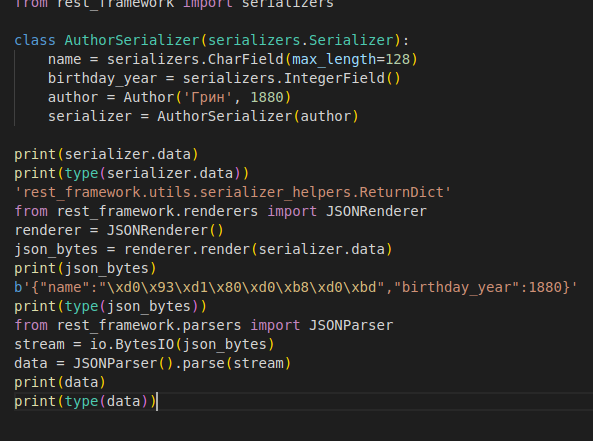 from rest_framework import serializers
class AuthorSerializer(serializers.Serializer):
    name = serializers.CharField(max_length=128)
    birthday_year = serializers.IntegerField()
    author = Author('Грин', 1880)
    serializer = AuthorSerializer(author)
print(serializer.data)
print(type(serializer.data))
'rest_framework.utils.serializer_helpers.ReturnDict'
from rest_framework.renderers import JSONRenderer
renderer = JSONRenderer()
json_bytes = renderer.render(serializer.data)
print(json_bytes)
b'{"name":"\xd0\x93\xd1\x80\xd0\xb8\xd0\xbd","birthday_year":1880}'
print(type(json_bytes))
from rest_framework.parsers import JSONParser
stream = io.BytesIO(json_bytes)
data = JSONParser().parse(stream)
print(data)
print(type(data))